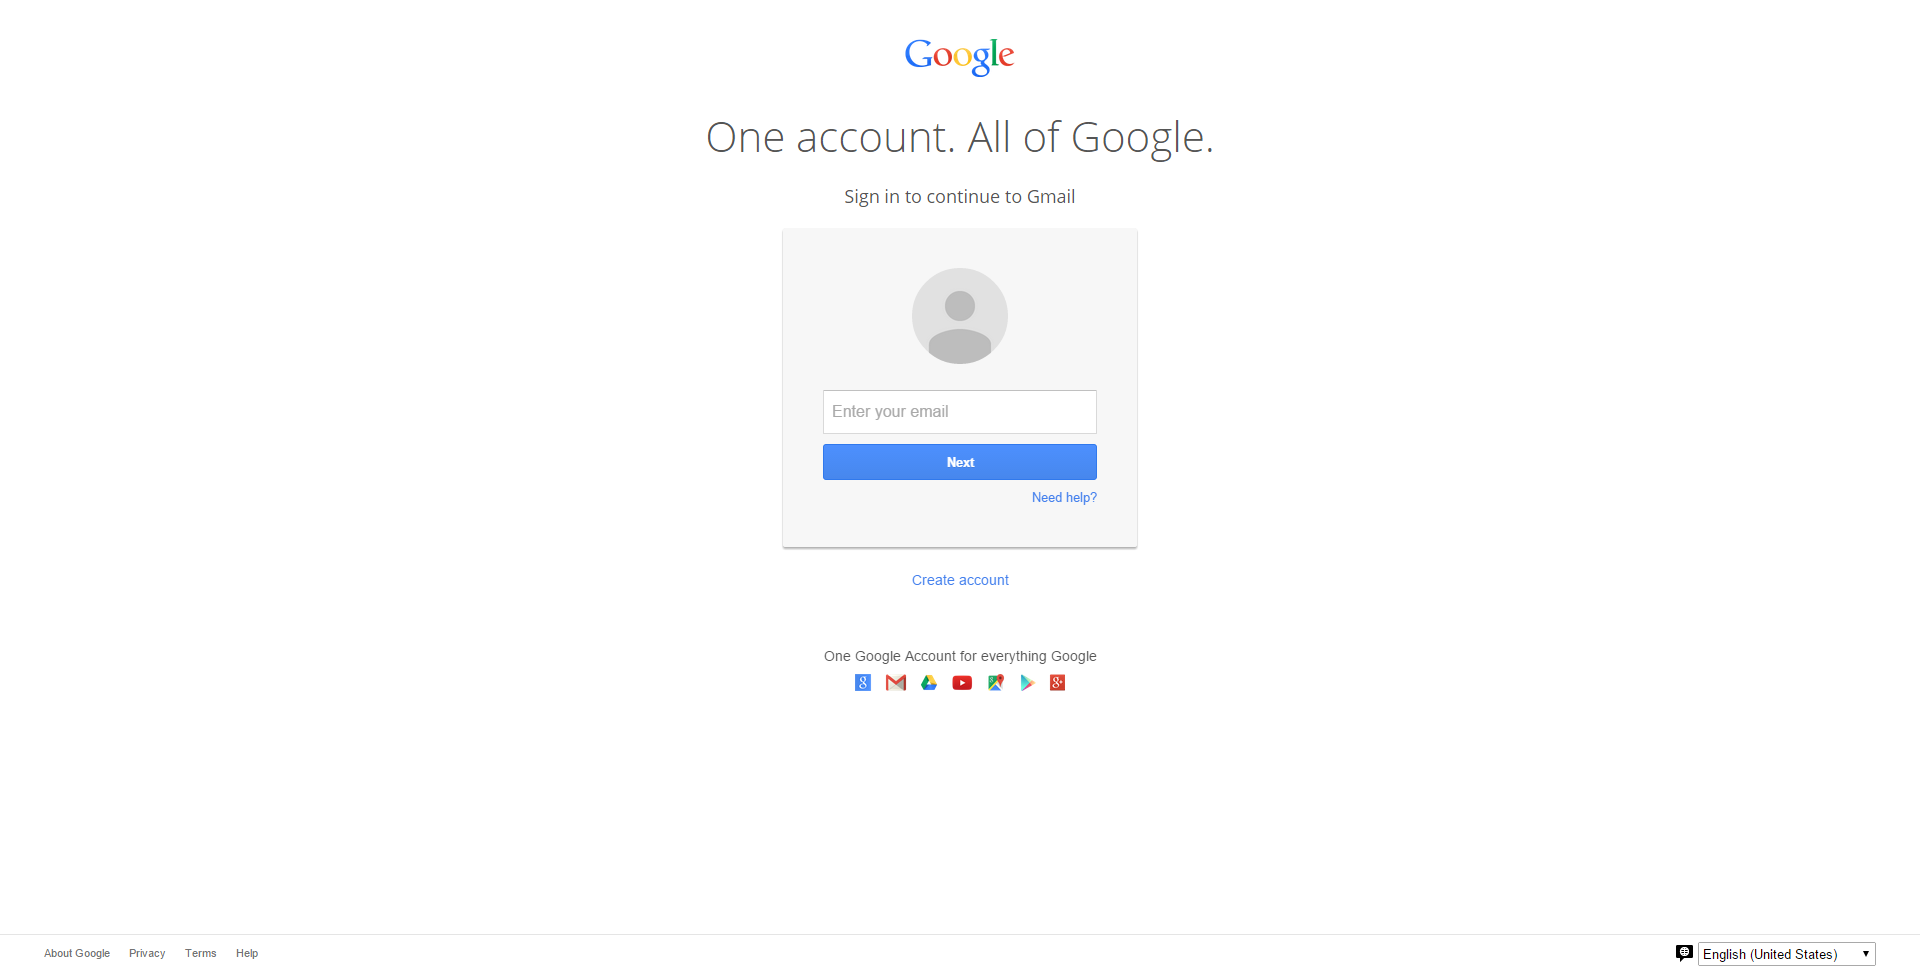 Google
One account. All of Google.
Sign in to continue to Gmail
Enter your email
Next
Need help?
Create account
One Google Account for everything Google
About Google Privacy Terms Help English (United States)